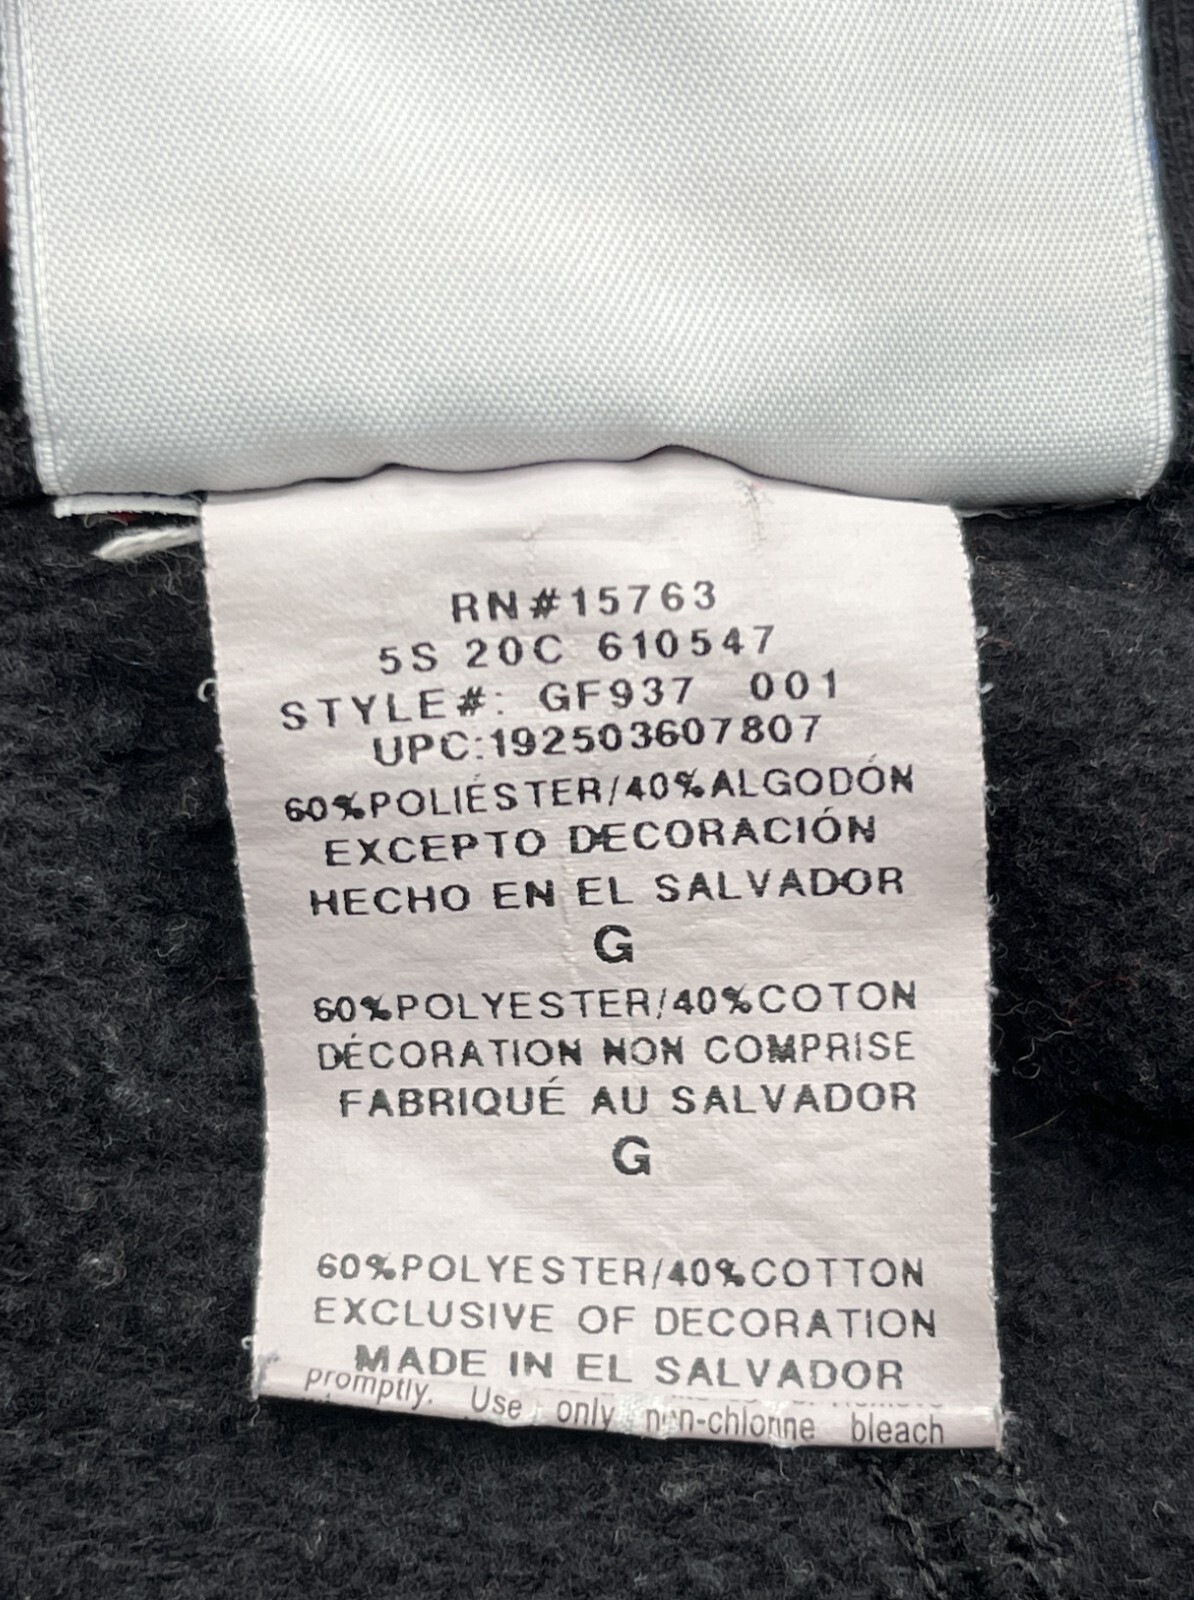 RN#15763
5S 20C 610547
STYLE#: GF937 001
UPC:192503607807
60%POLIÉSTER/40%ALGODÓN
EXCEPTO DECORACIÓN
HECHO EN EL SALVADOR
G
60%POLYESTER/40%COTON
DÉCORATION NON COMPRISE
FABRIQUÉ AU SALVADOR
G
60%POLYESTER/40%COTTON
EXCLUSIVE OF DECORATION
MADE IN EL SALVADOR
promptly. Use only non-chlorine bleach